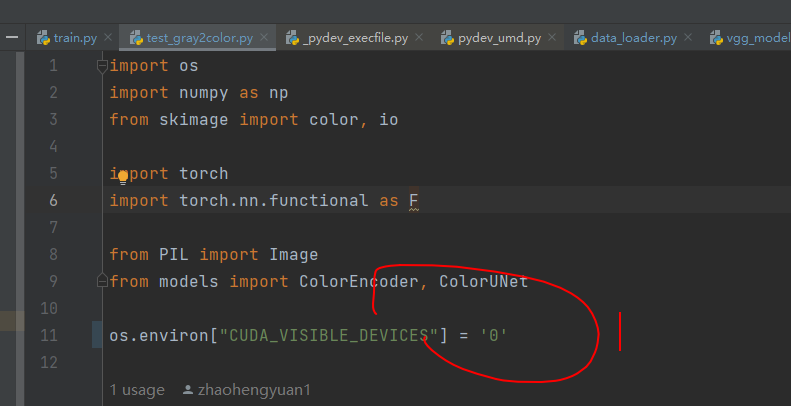 train.py
test_gray2color.py
_pydev_execfile.py
pydev_umd.py
data_loader.py
vgg_model
1 import os
2 import numpy as np
3 from skimage import color, io
4
5 import torch
6 import torch.nn.functional as F
7
8 from PIL import Image
9 from models import ColorEncoder, ColorUNet
10
11 os.environ["CUDA_VISIBLE_DEVICES"] = '0'
12
1 usage zhaohengyuan1